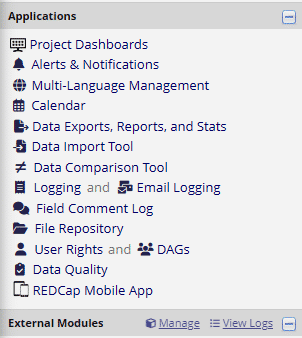 Applications
Project Dashboards
Alerts & Notifications
Multi-Language Management
Calendar
Data Exports, Reports, and Stats
Data Import Tool
Data Comparison Tool
Logging and Email Logging
Field Comment Log
File Repository
User Rights and DAGs
Data Quality
REDCap Mobile App
External Modules Manage View Logs